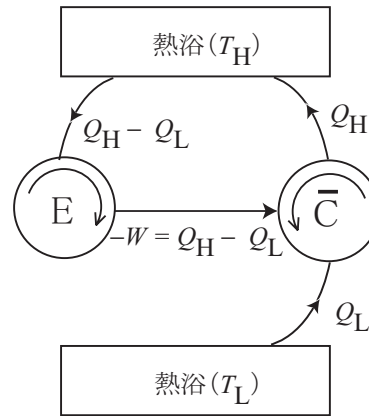 熱浴(T_H)
Q_H − Q_L
Q_H
E
C̄
−W = Q_H − Q_L
Q_L
熱浴(T_L)